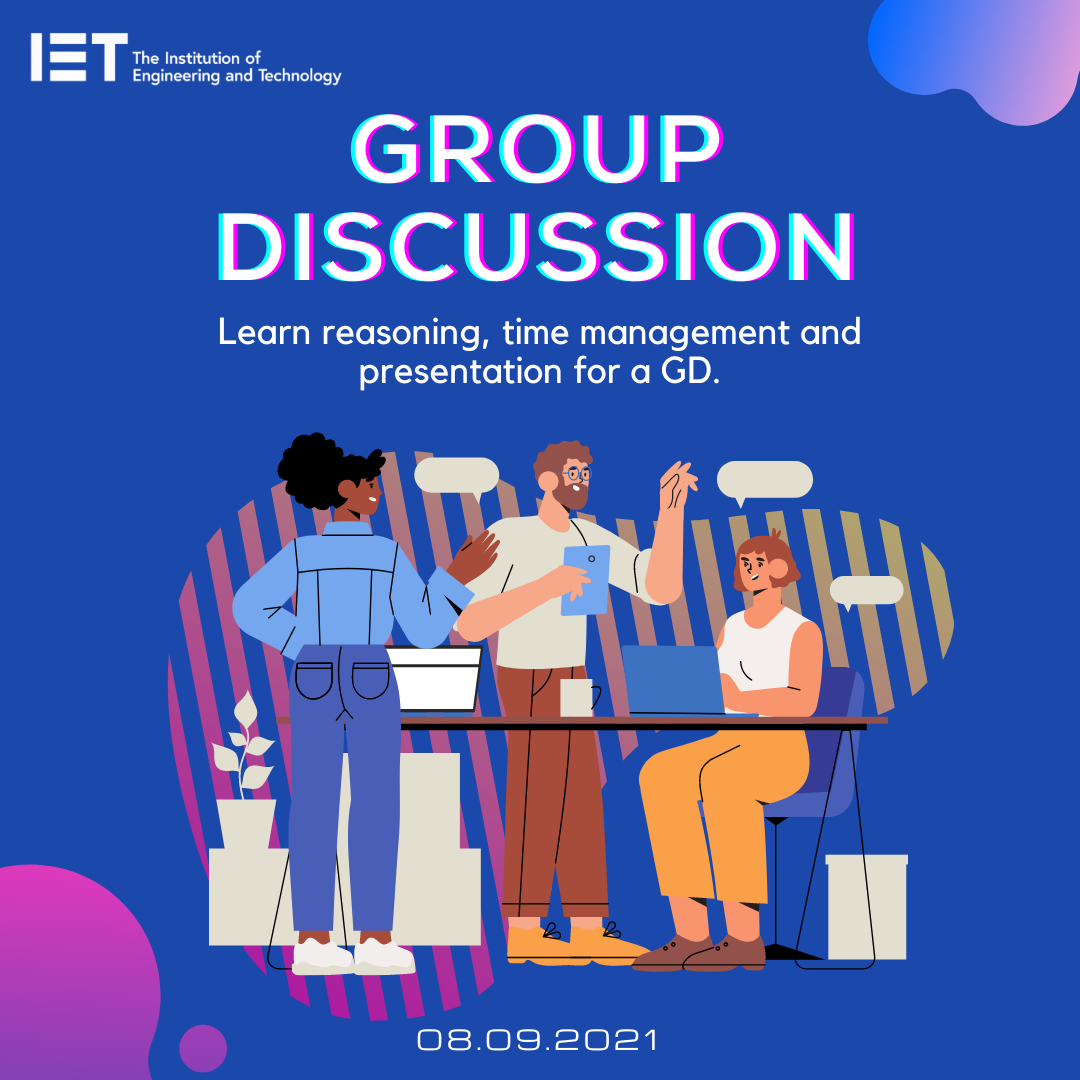 IET The Institution of
Engineering and Technology
GROUP
DISCUSSION
Learn reasoning, time management and
presentation for a GD.
08.09.2021